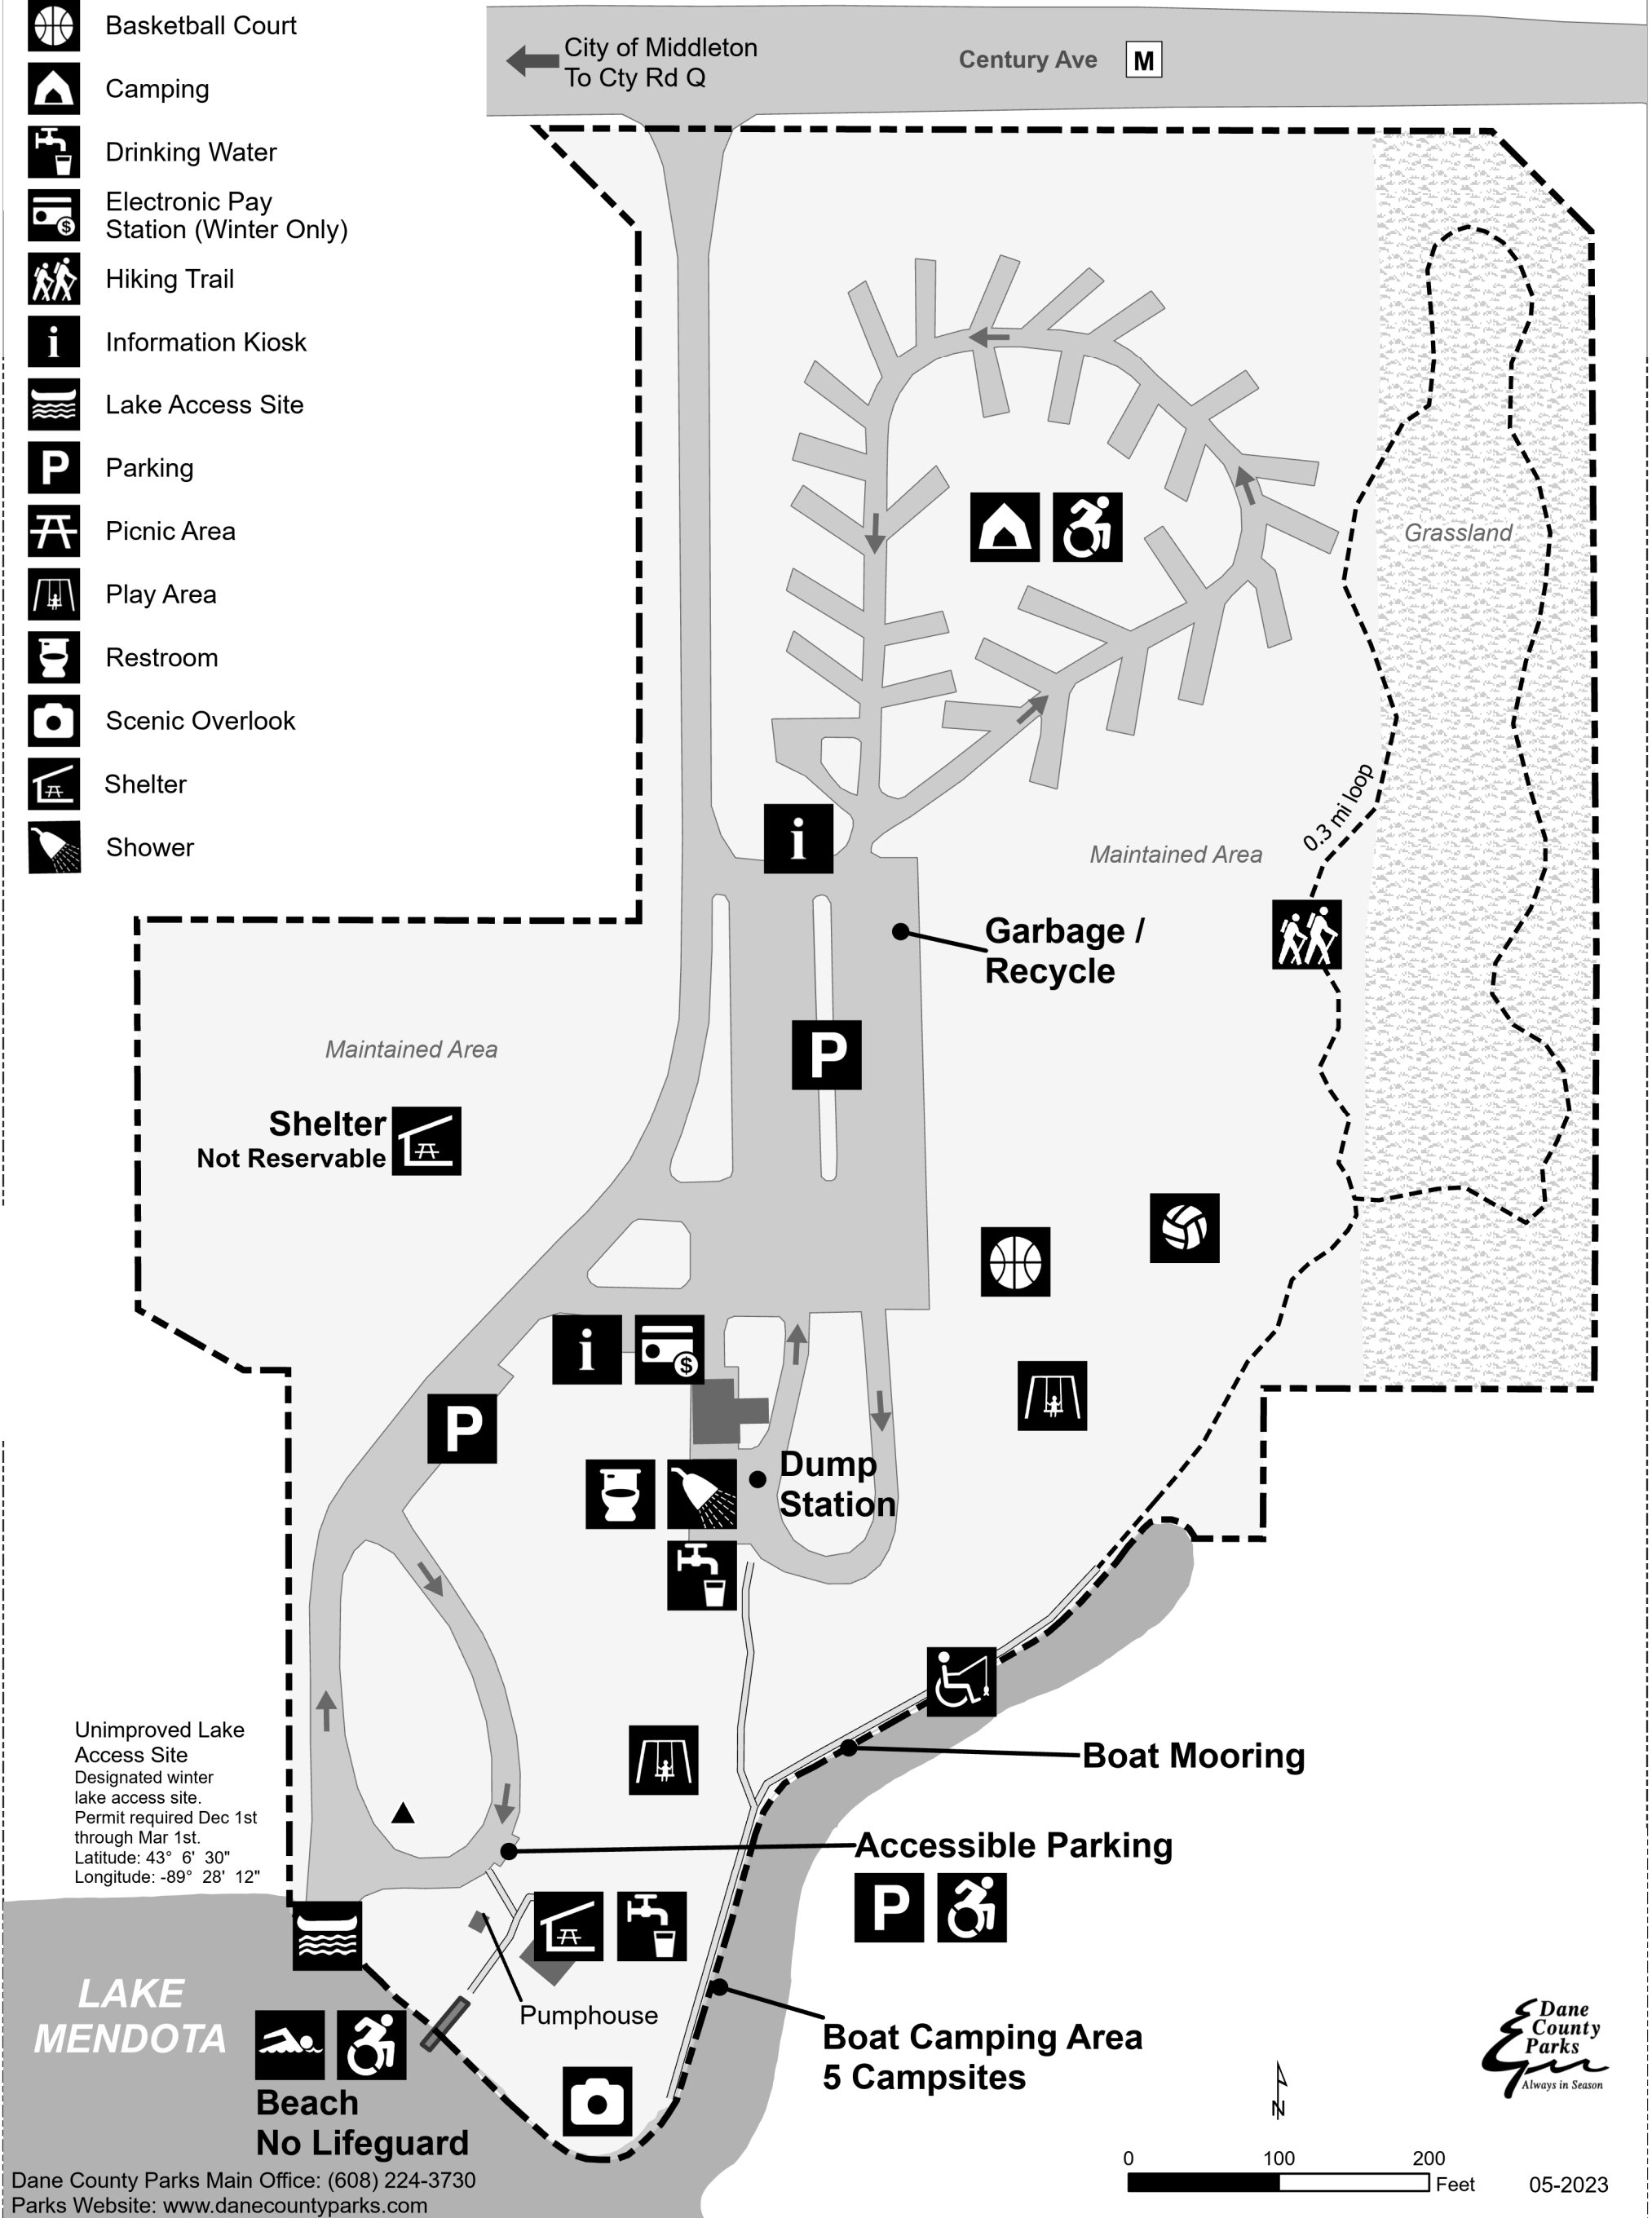 Basketball Court
Camping
Drinking Water
Electronic Pay
Station (Winter Only)
Hiking Trail
i
Information Kiosk
Lake Access Site
P
Parking
Picnic Area
Play Area
Restroom
Scenic Overlook
Shelter
Shower
City of Middleton
To Cty Rd Q
Century Ave
M
Grassland
0.3 mi loop
i
Maintained Area
Garbage /
Recycle
P
Maintained Area
Shelter
Not Reservable
i
$
P
Dump
Station
Boat Mooring
Unimproved Lake
Access Site
Designated winter
lake access site.
Permit required Dec 1st
through Mar 1st.
Latitude: 43° 6' 30"
Longitude: -89° 28' 12"
Accessible Parking
P
Pumphouse
LAKE
MENDOTA
Beach
No Lifeguard
Boat Camping Area
5 Campsites
Dane
County
Parks
Always in Season
N
0 100 200
Feet
05-2023
Dane County Parks Main Office: (608) 224-3730
Parks Website: www.danecountyparks.com